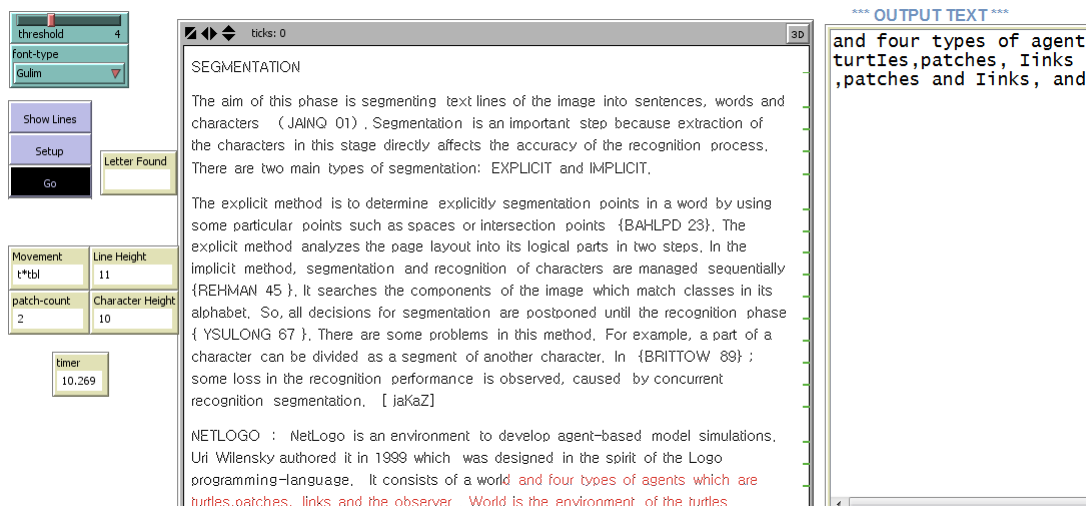 *** OUTPUT TEXT ***
threshold 4
font-type
Gulim
Show Lines
Setup
Go
Letter Found
Movement
t*tbl
Line Height
11
patch-count
2
Character Height
10
timer
10.269
ticks: 0
3D
SEGMENTATION
The aim of this phase is segmenting text lines of the image into sentences, words and
characters (JAINQ 01). Segmentation is an important step because extraction of
the characters in this stage directly affects the accuracy of the recognition process.
There are two main types of segmentation: EXPLICIT and IMPLICIT.
The explicit method is to determine explicitly segmentation points in a word by using
some particular points such as spaces or intersection points {BAHLPD 23}. The
explicit method analyzes the page layout into its logical parts in two steps. In the
implicit method, segmentation and recognition of characters are managed sequentially
{REHMAN 45 }. It searches the components of the image which match classes in its
alphabet. So, all decisions for segmentation are postponed until the recognition phase
{ YSULONG 67 }. There are some problems in this method. For example, a part of a
character can be divided as a segment of another character. In {BRITTOW 89} ;
some loss in the recognition performance is observed, caused by concurrent
recognition segmentation. [ jaKaZ]
NETLOGO : NetLogo is an environment to develop agent-based model simulations.
Uri Wilensky authored it in 1999 which was designed in the spirit of the Logo
programming-language. It consists of a world and four types of agents which are
turtles,patches, links and the observer World is the environment of the turtles
and four types of agent
turtIes,patches, Iinks
,patches and Iinks, and